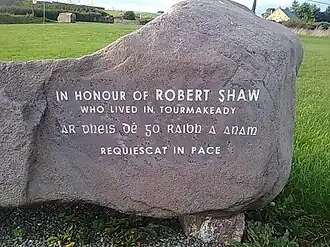 IN HONOUR OF ROBERT SHAW
WHO LIVED IN TOURMAKEADY
AR DHEIS DÉ GO RAIBH A ANAM
REQUIESCAT IN PACE